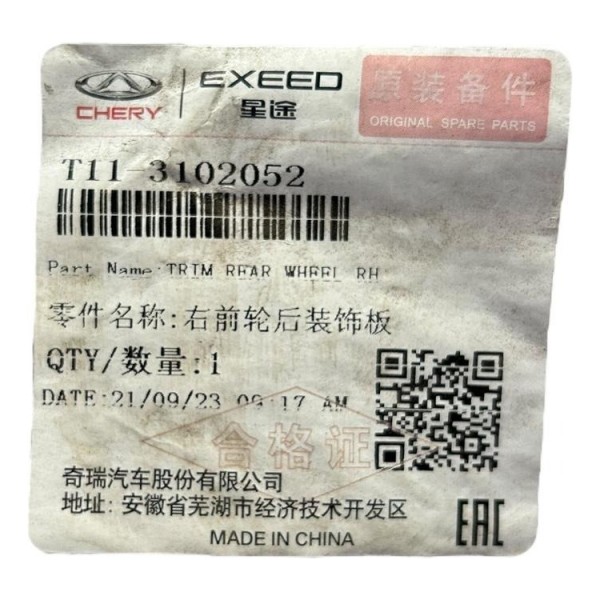 CHERY
EXEED
星途
原装备件
ORIGINAL SPARE PARTS
T11-3102052
Part Name:TRIM REAR WHEEL RH
零件名称:右前轮后装饰板
QTY/数量:1
DATE:21/09/23 09:17 AM
合格证
奇瑞汽车股份有限公司
地址: 安徽省芜湖市经济技术开发区
MADE IN CHINA
EAC